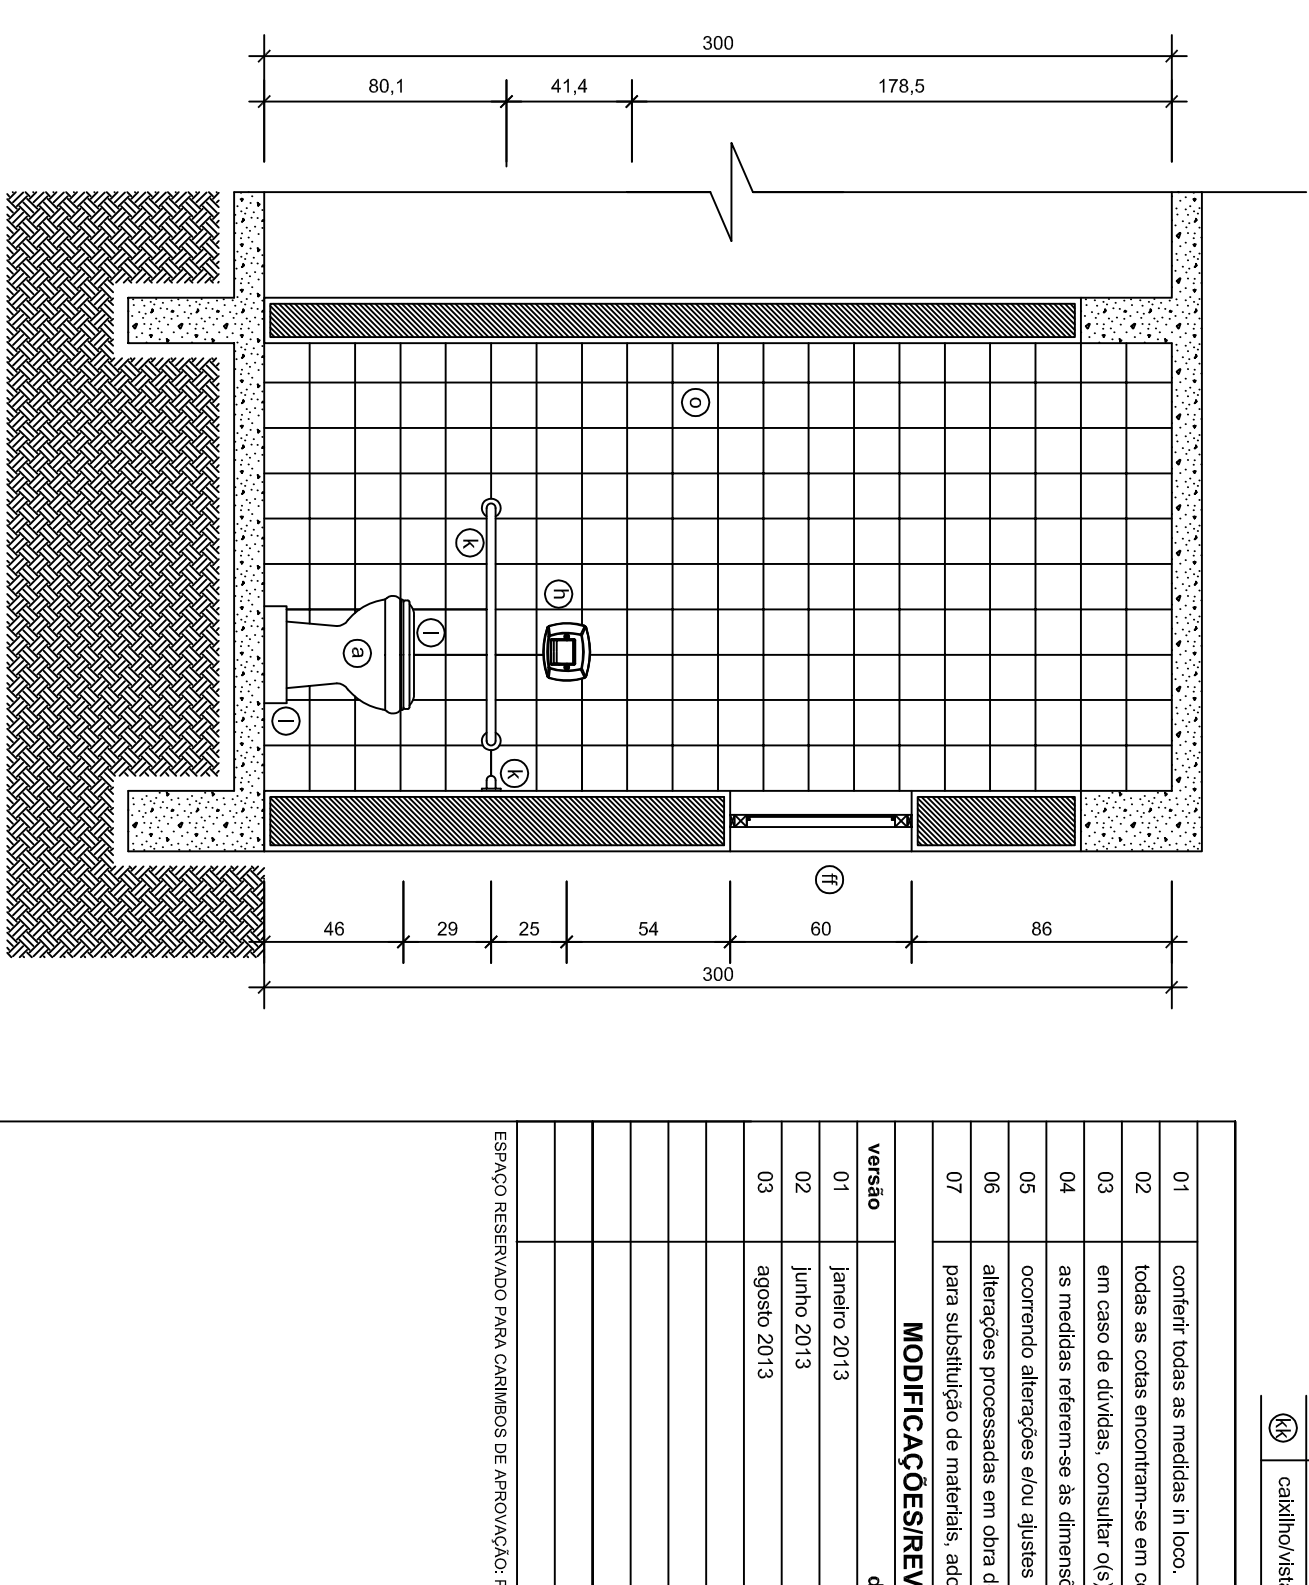 300
80,1 41,4 178,5
o
k
h
l
a
l
k
ff
46 29 25 54 60 86
300
kk caixilho/vista
01 conferir todas as medidas in loco.
02 todas as cotas encontram-se em
03 em caso de dúvidas, consultar o(s)
04 as medidas referem-se às
05 ocorrendo alterações e/ou ajustes
06 alterações processadas em obra
07 para substituição de materiais,
MODIFICAÇÕES/REV
versão
01 janeiro 2013
02 junho 2013
03 agosto 2013
ESPAÇO RESERVADO PARA CARIMBOS DE APROVAÇÃO: